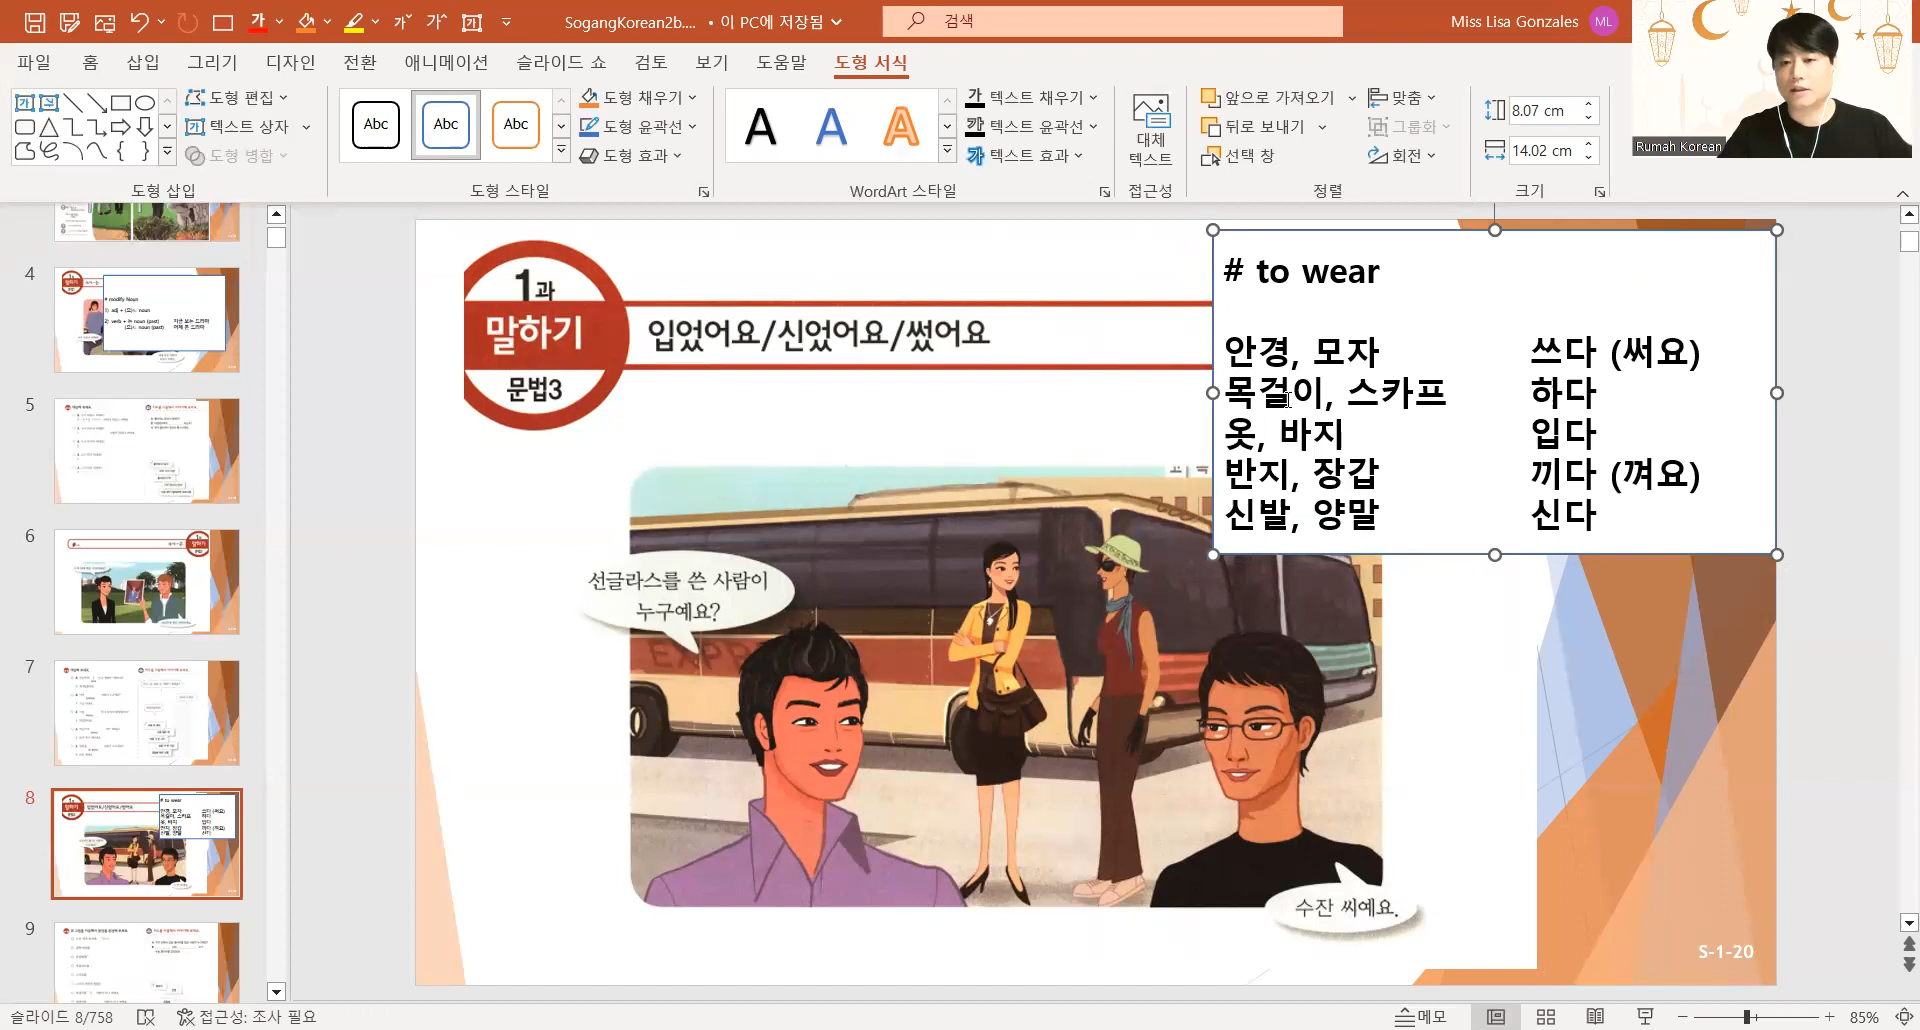 SogangKorean2b.... • 이 PC에 저장됨
검색
Miss Lisa Gonzales ML
파일 홈 삽입 그리기 디자인 전환 애니메이션 슬라이드 쇼 검토 보기 도움말 도형 서식
도형 편집
텍스트 상자
도형 병합
도형 삽입
Abc Abc Abc
도형 채우기
도형 윤곽선
도형 효과
도형 스타일
A A A
텍스트 채우기
텍스트 윤곽선
텍스트 효과
WordArt 스타일
대체
텍스트
접근성
앞으로 가져오기
뒤로 보내기
선택 창
맞춤
그룹화
회전
정렬
8.07 cm
14.02 cm
크기
Rumah Korean
4
5
6
7
8
9
1과
말하기
문법3
입었어요/신었어요/썼어요
# to wear
안경, 모자 쓰다 (써요)
목걸이, 스카프 하다
옷, 바지 입다
반지, 장갑 끼다 (껴요)
신발, 양말 신다
선글라스를 쓴 사람이
누구예요?
수잔 씨예요.
S-1-20
슬라이드 8/758
접근성: 조사 필요
메모
85%